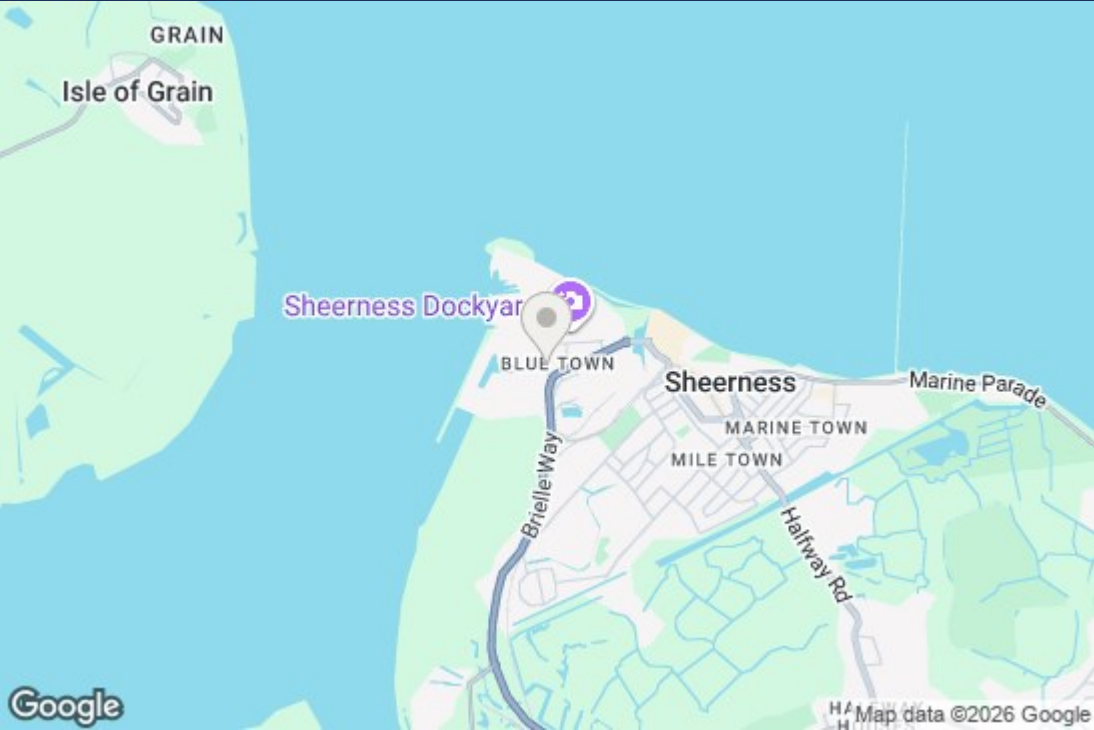 GRAIN
Isle of Grain
Sheerness Dockyar
BLUE TOWN
Sheerness
Marine Parade
MARINE TOWN
MILE TOWN
Brielle Way
Halfway Rd
Google
Map data ©2026 Google